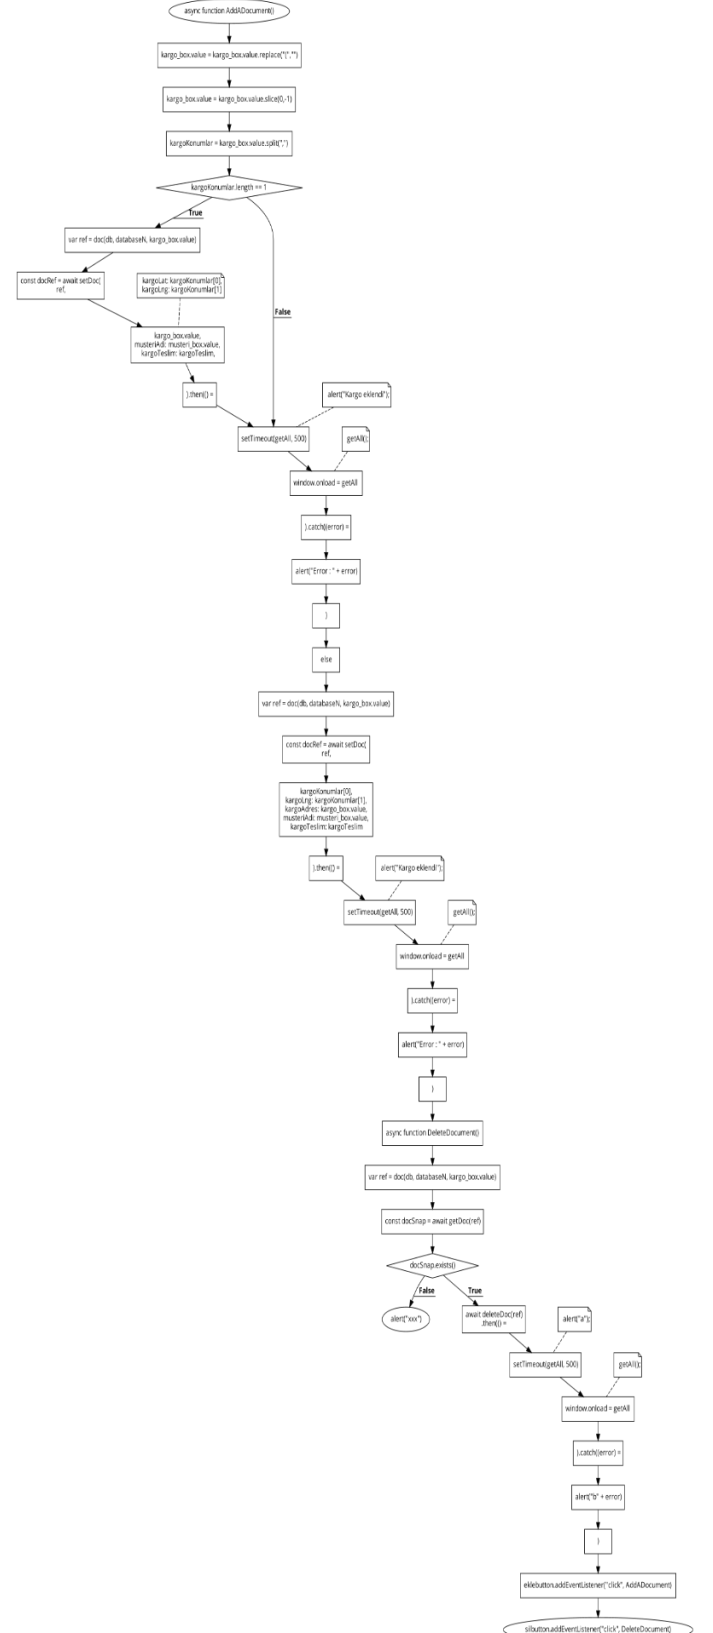 async function AddADocument()
kargo_box.value = kargo_box.value.replace("(", "")
kargo_box.value = kargo_box.value.slice(0,-1)
kargoKonumlar = kargo_box.value.split(",")
kargoKonumlar.length == 1
True
var ref = doc(db, databaseN, kargo_box.value)
const docRef = await setDoc(
ref,
kargoLat: kargoKonumlar[0],
kargoLng: kargoKonumlar[1]
False
kargo_box.value,
musteriAdi: musteri_box.value,
kargoTeslim: kargoTeslim,
).then(() =
alert("Kargo eklendi");
setTimeout(getAll, 500)
getAll();
window.onload = getAll
).catch((error) =
alert("Error : " + error)
)
else
var ref = doc(db, databaseN, kargo_box.value)
const docRef = await setDoc(
ref,
kargoKonumlar[0],
kargoLng: kargoKonumlar[1],
kargoAdres: kargo_box.value,
musteriAdi: musteri_box.value,
kargoTeslim: kargoTeslim
).then(() =
alert("Kargo eklendi");
setTimeout(getAll, 500)
getAll();
window.onload = getAll
).catch((error) =
alert("Error : " + error)
)
async function DeleteDocument()
var ref = doc(db, databaseN, kargo_box.value)
const docSnap = await getDoc(ref)
docSnap.exists()
False
True
alert("xxx")
await deleteDoc(ref)
.then(() =
alert("a");
setTimeout(getAll, 500)
getAll();
window.onload = getAll
).catch((error) =
alert("b" + error)
)
eklebutton.addEventListener("click", AddADocument)
silbutton.addEventListener("click", DeleteDocument)